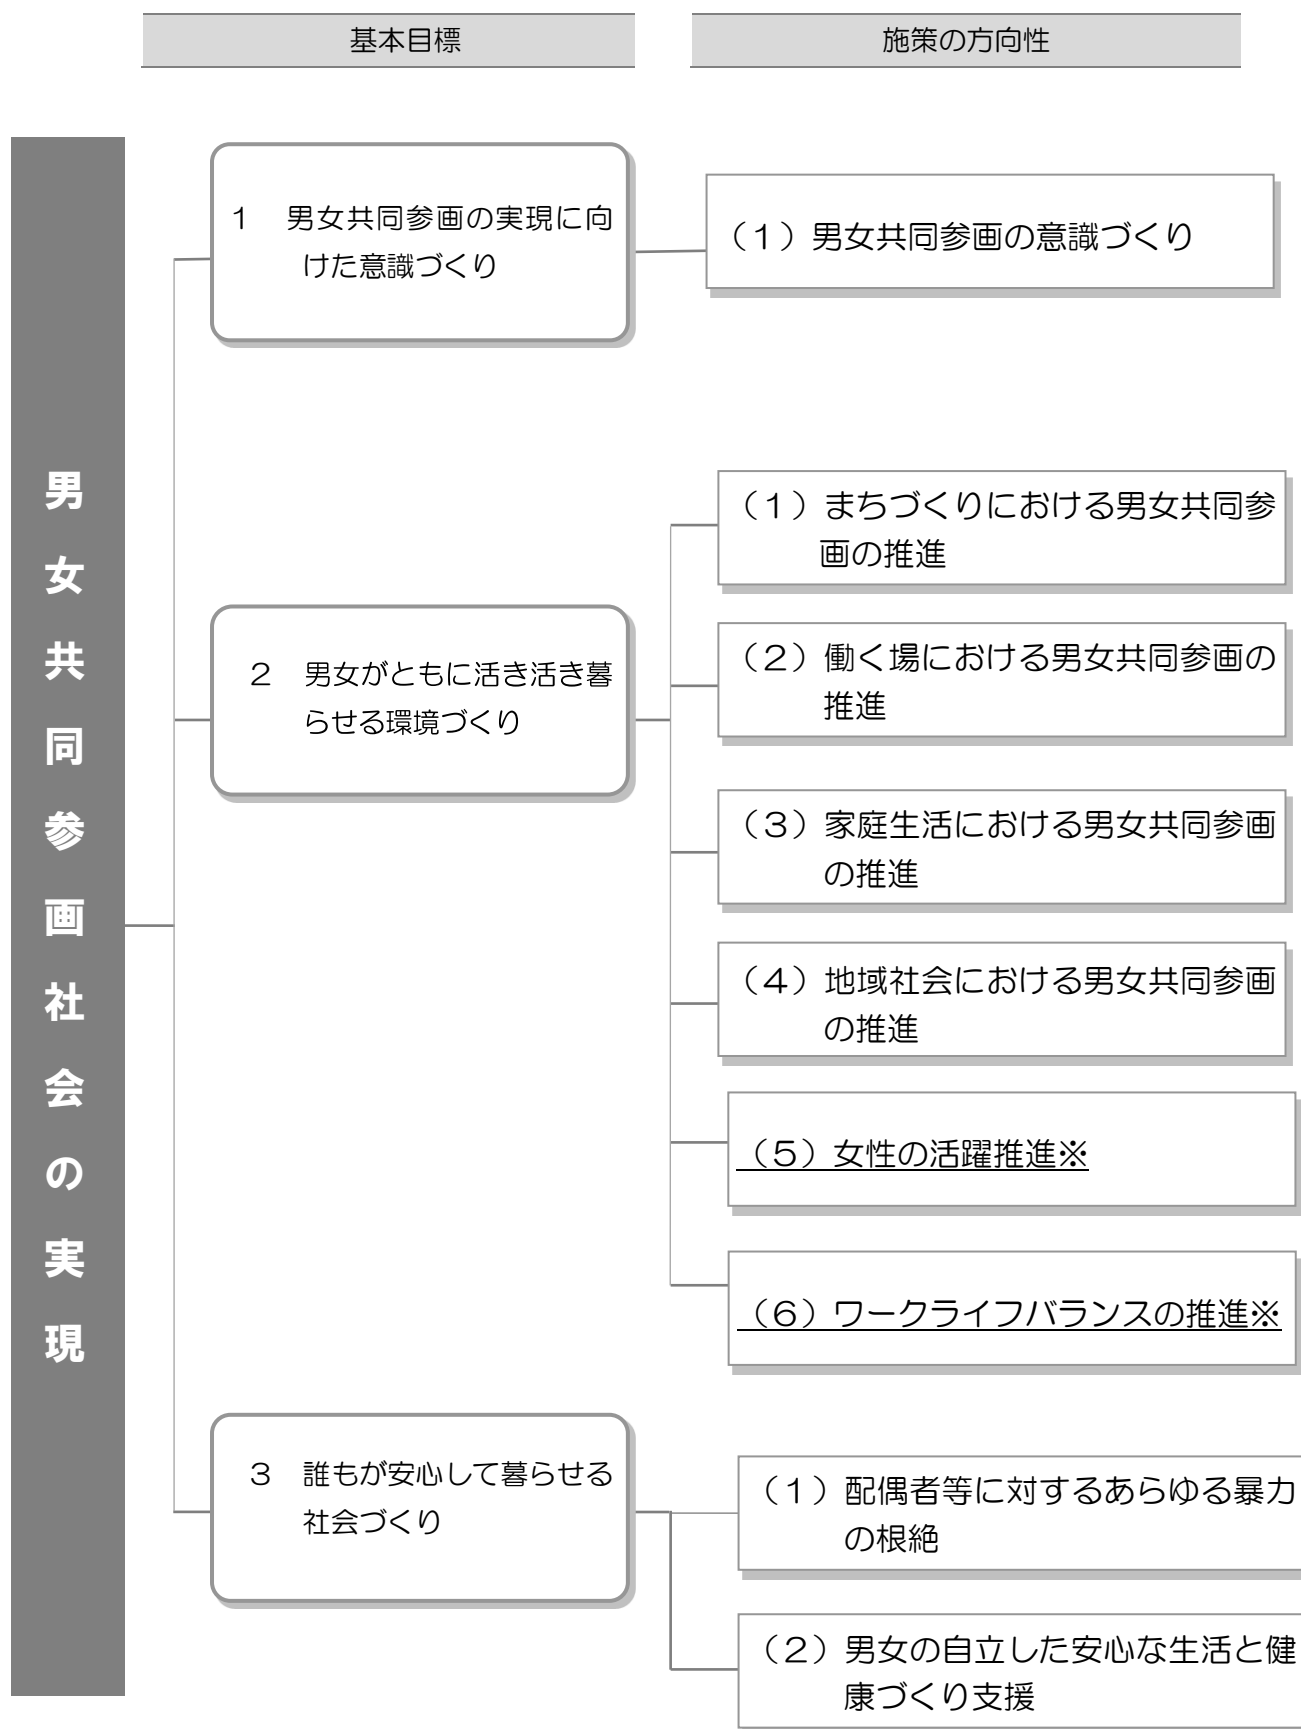 基本目標
施策の方向性
男女共同参画社会の実現
1 男女共同参画の実現に向
けた意識づくり
（1）男女共同参画の意識づくり
2 男女がともに活き活き暮
らせる環境づくり
（1）まちづくりにおける男女共同参
画の推進
（2）働く場における男女共同参画の
推進
（3）家庭生活における男女共同参画
の推進
（4）地域社会における男女共同参画
の推進
（5）女性の活躍推進※
（6）ワークライフバランスの推進※
3 誰もが安心して暮らせる
社会づくり
（1）配偶者等に対するあらゆる暴力
の根絶
（2）男女の自立した安心な生活と健
康づくり支援